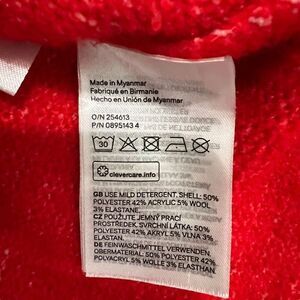 Made in Myanmar
Fabriqué en Birmanie
Hecho en Unión de Myanmar
O/N 254613
P/N 0895143 4
30
clevercare.info
GB USE MILD DETERGENT. SHELL: 50%
POLYESTER 42% ACRYLIC 5% WOOL
3% ELASTANE.
CZ POUŽIJTE JEMNÝ PRACÍ
PROSTŘEDEK. SVRCHNÍ LÁTKA: 50%
POLYESTER 42% AKRYL 5% VLNA 3%
ELASTAN.
DE FEINWASCHMITTEL VERWENDEN.
OBERMATERIAL: 50% POLYESTER 42%
POLYACRYL 5% WOLLE 3% ELASTHAN.